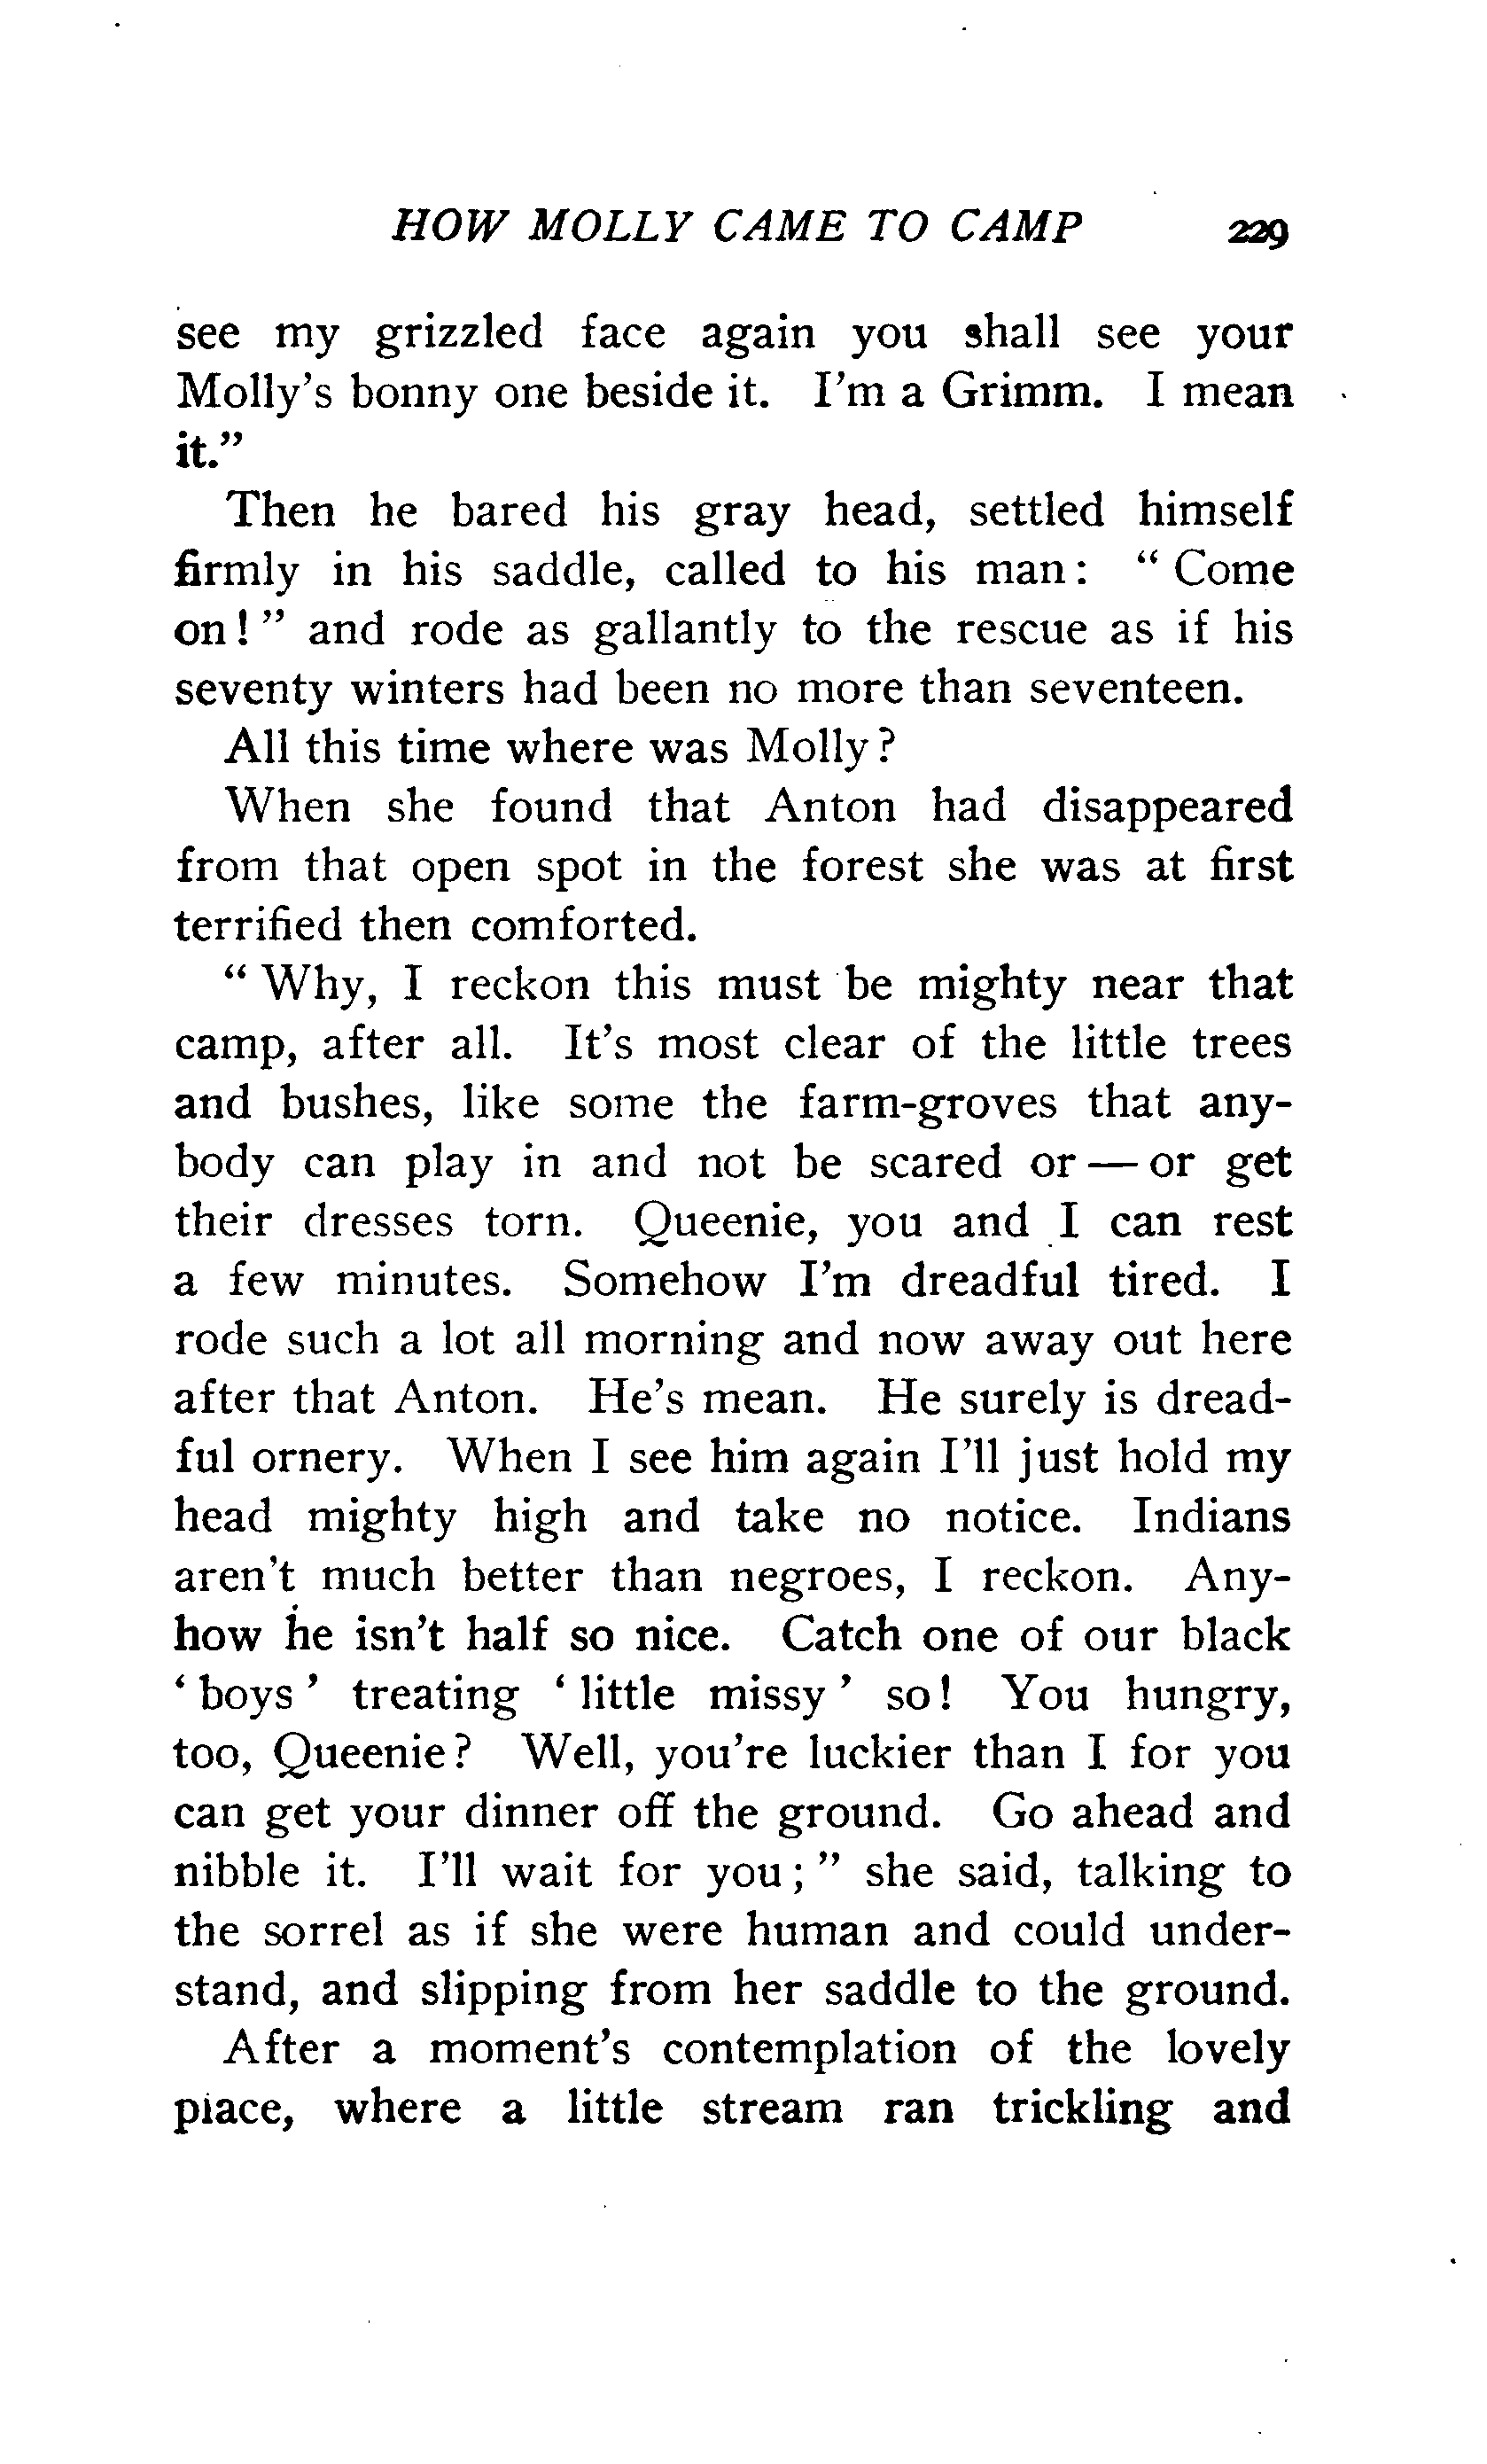 HOW MOLLY CAME TO CAMP 229
see my grizzled face again you shall see your
Molly's bonny one beside it. I'm a Grimm. I mean
it."
Then he bared his gray head, settled himself
firmly in his saddle, called to his man: "Come
on!" and rode as gallantly to the rescue as if his
seventy winters had been no more than seventeen.
All this time where was Molly?
When she found that Anton had disappeared
from that open spot in the forest she was at first
terrified then comforted.
"Why, I reckon this must be mighty near that
camp, after all. It's most clear of the little trees
and bushes, like some the farm-groves that any-
body can play in and not be scared or — or get
their dresses torn. Queenie, you and I can rest
a few minutes. Somehow I'm dreadful tired. I
rode such a lot all morning and now away out here
after that Anton. He's mean. He surely is dread-
ful ornery. When I see him again I'll just hold my
head mighty high and take no notice. Indians
aren't much better than negroes, I reckon. Any-
how he isn't half so nice. Catch one of our black
'boys' treating 'little missy' so! You hungry,
too, Queenie? Well, you're luckier than I for you
can get your dinner off the ground. Go ahead and
nibble it. I'll wait for you;" she said, talking to
the sorrel as if she were human and could under-
stand, and slipping from her saddle to the ground.
After a moment's contemplation of the lovely
place, where a little stream ran trickling and